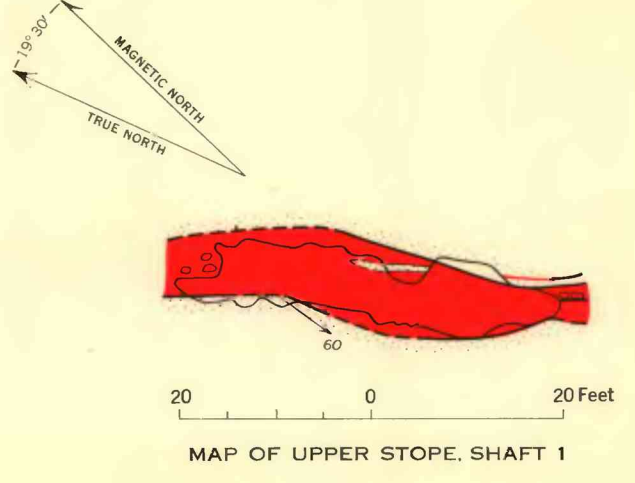 19°30'
MAGNETIC NORTH
TRUE NORTH
60
20 0 20 Feet
MAP OF UPPER STOPE, SHAFT 1